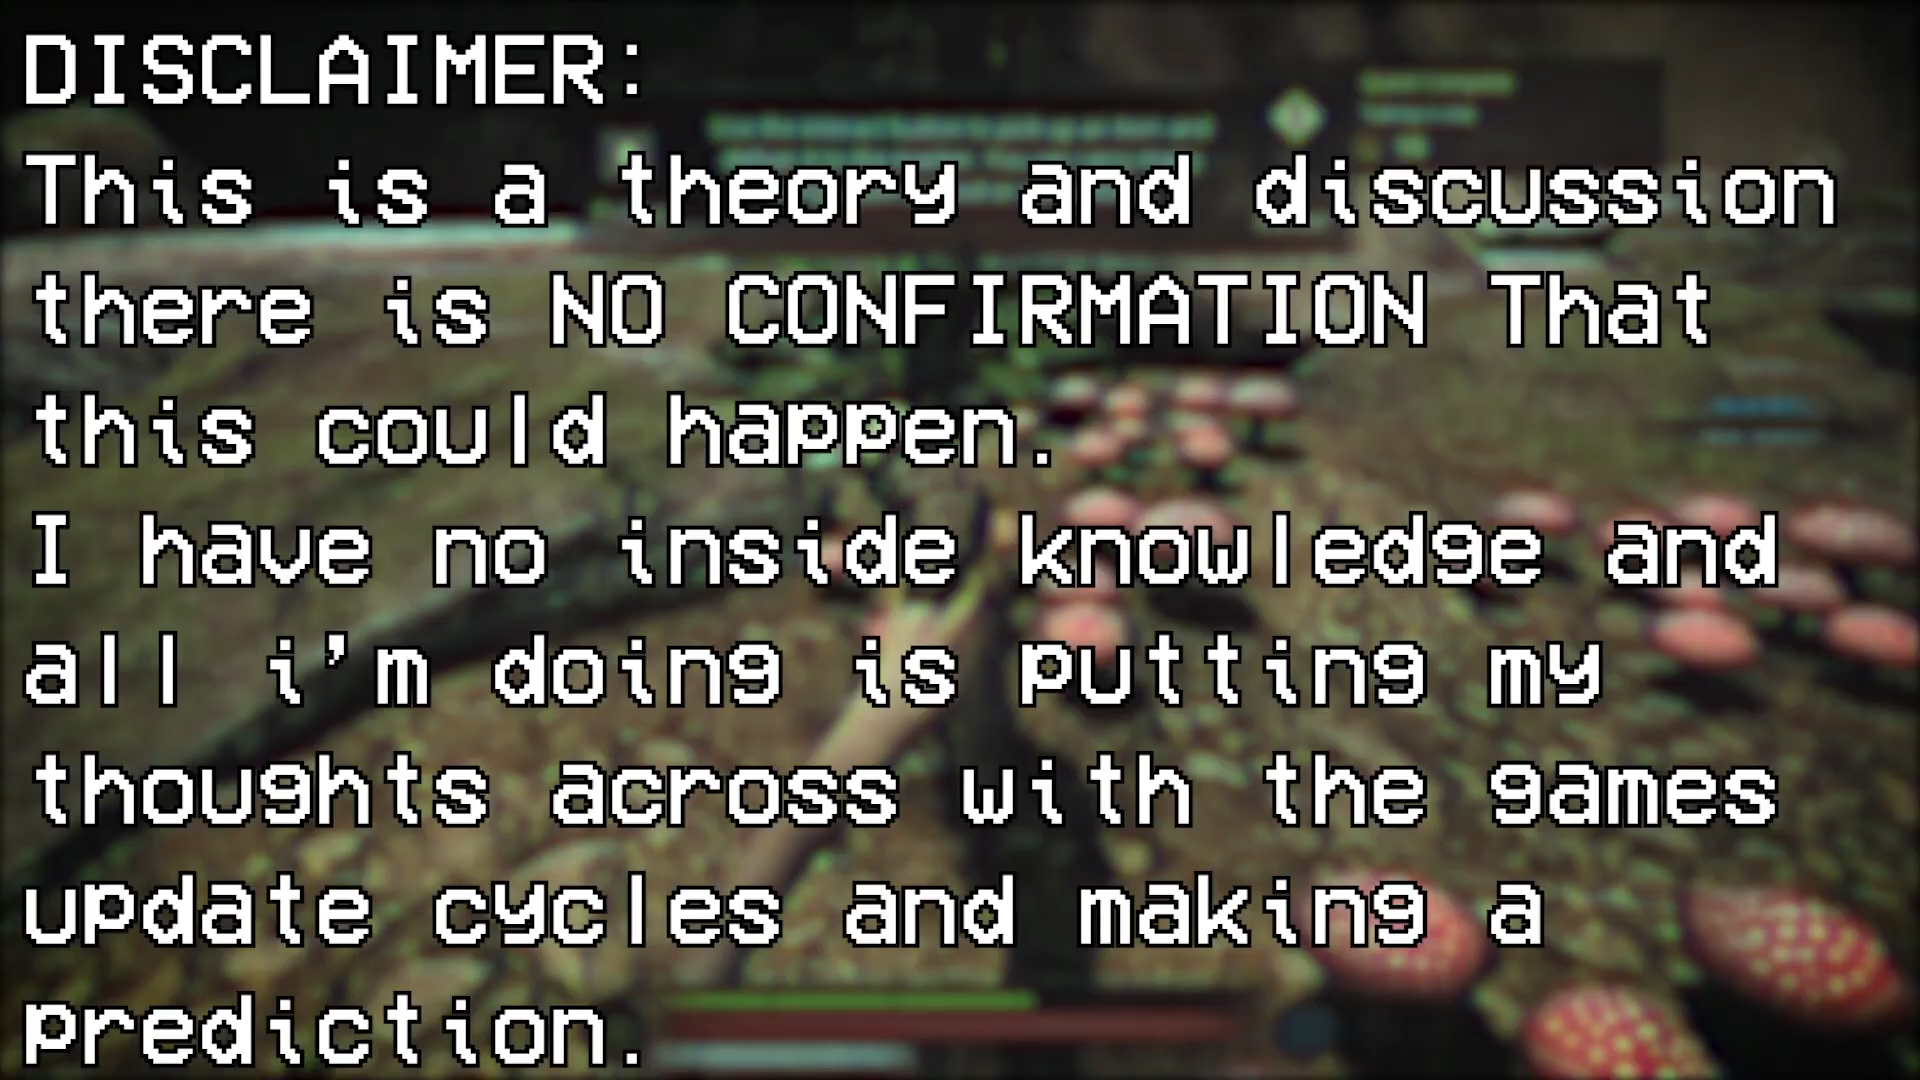 DISCLAIMER:
This is a theory and discussion
there is NO CONFIRMATION That
this could happen.
I have no inside knowledge and
all i'm doing is putting my
thoughts across with the games
update cycles and making a
prediction.